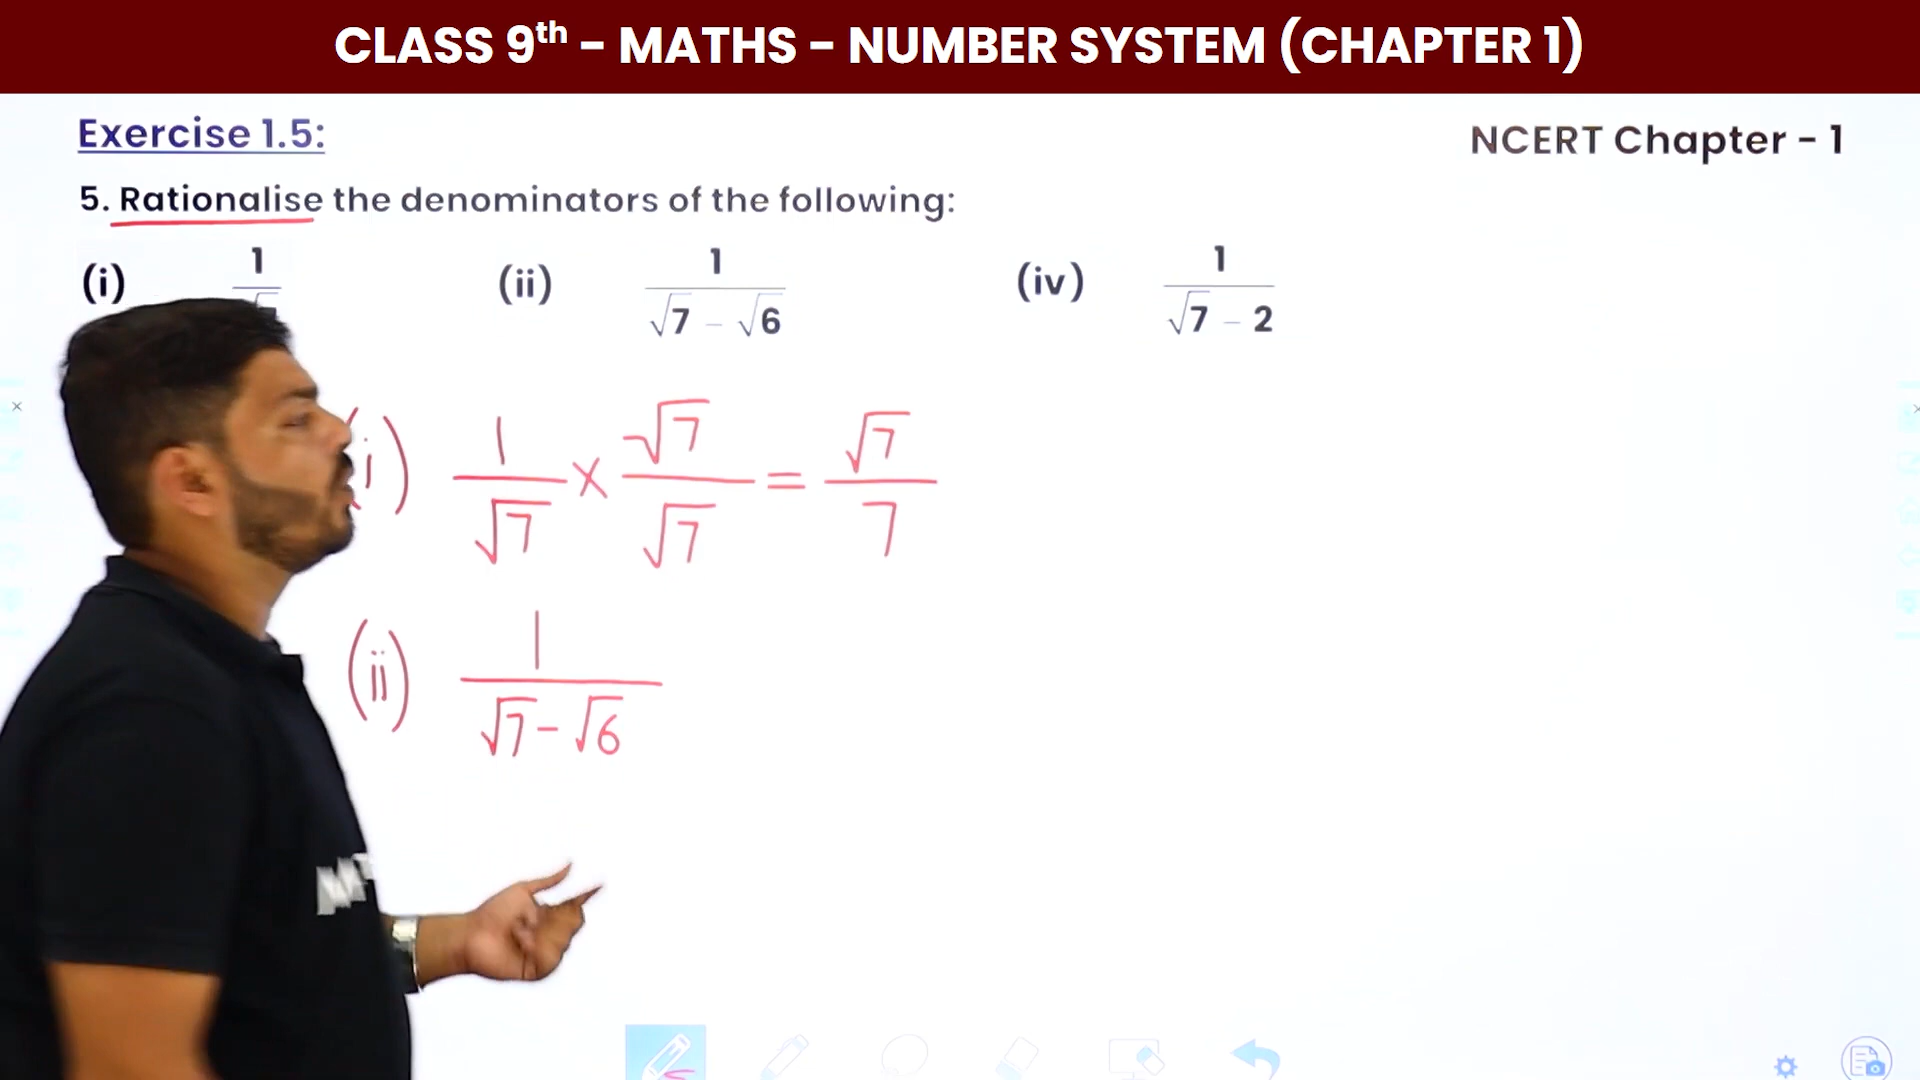 CLASS 9th - MATHS - NUMBER SYSTEM (CHAPTER 1)
Exercise 1.5:
NCERT Chapter - 1
5. Rationalise the denominators of the following:
(i) 1/√
(ii) 1/(√7 - √6)
(iv) 1/(√7 - 2)
(i) 1/√7 × √7/√7 = √7/7
(ii) 1/(√7 - √6)